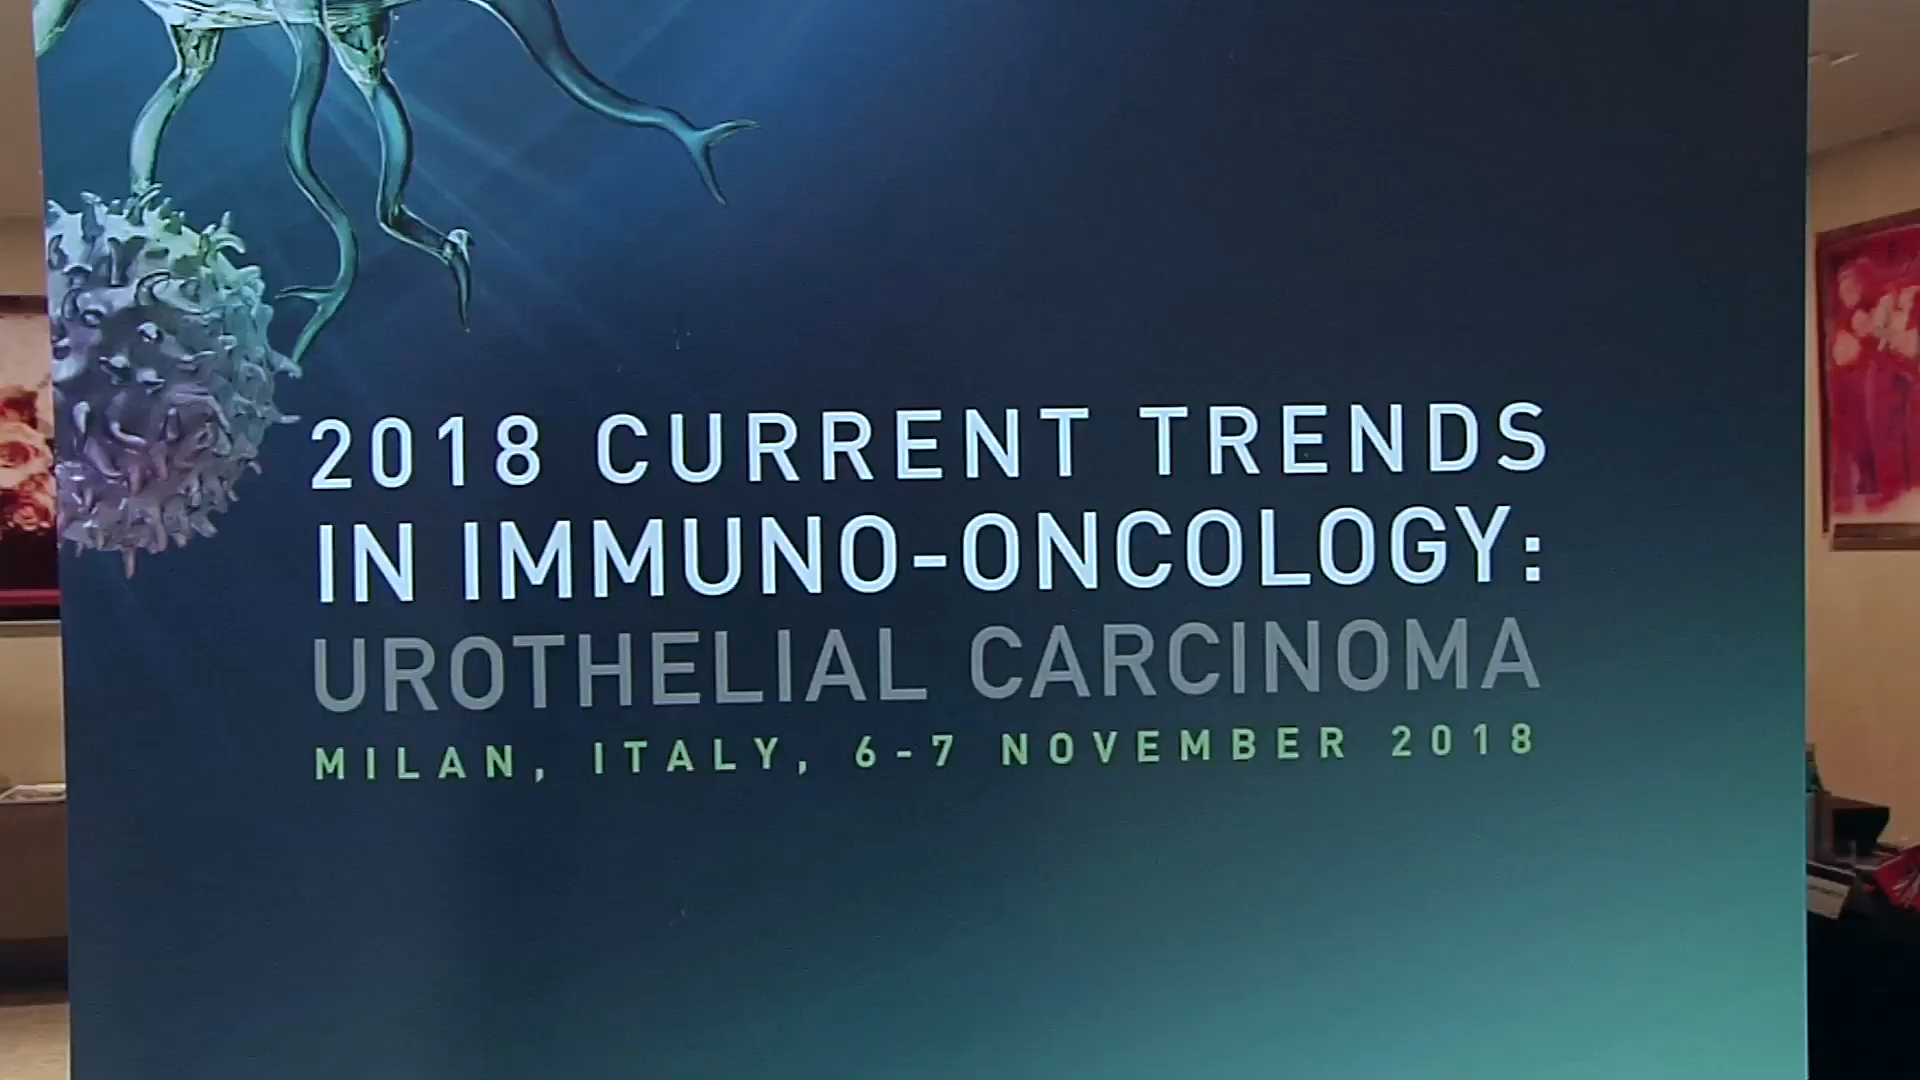 2018 CURRENT TRENDS
IN IMMUNO-ONCOLOGY:
UROTHELIAL CARCINOMA
MILAN, ITALY, 6-7 NOVEMBER 2018